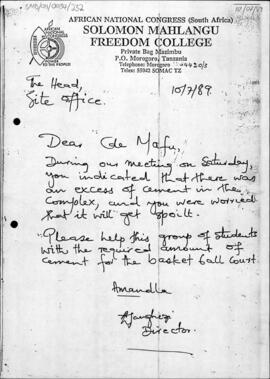 AFRICAN NATIONAL CONGRESS (South Africa)
SOLOMON MAHLANGU
FREEDOM COLLEGE
Private Bag Mazimbu
P.O. Morogoro, Tanzania
Telephone: Morogoro
Telex: 55342 SOMAC TZ
The Head,
Site Office.
10/7/89
Dear Cde Mafu,
During our meeting on Saturday,
you indicated that there was
an excess of cement in the
Complex, and you were worried
that it will get spoilt.
Please help this group of students
with the required amount of
cement for the basket ball court.
Amandla
Director.